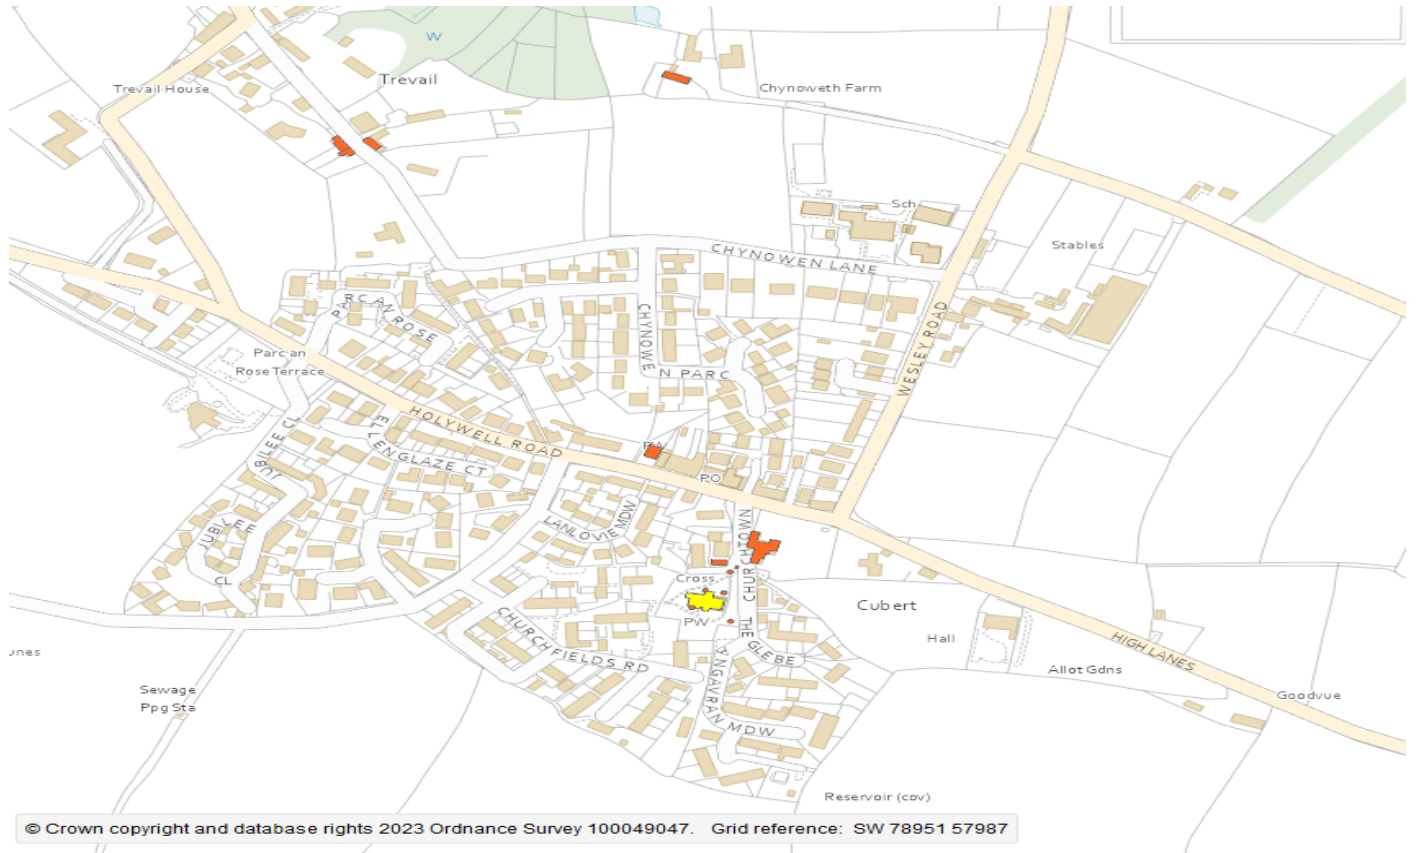 W
Trevail
Trevail House
Chynoweth Farm
Sch
Stables
CHYNOWEN LANE
PARC AN ROSE
CHYNOWEN PARC
WESLEY ROAD
Parc an
Rose Terrace
HOLYWELL ROAD
JUBILEE CL
ELLENGLAZE CT
PW
PO
LANLOVIE MDW
JUBILEE
CL
Cross
THE CHURCHTOWN
Cubert
PW
Hall
GLEBE
CHURCHFIELDS RD
HIGH LANES
Allot Gdns
Goodvue
unes
Sewage
Ppg Sta
MDW
Reservoir (cov)
© Crown copyright and database rights 2023 Ordnance Survey 100049047. Grid reference: SW 78951 57987